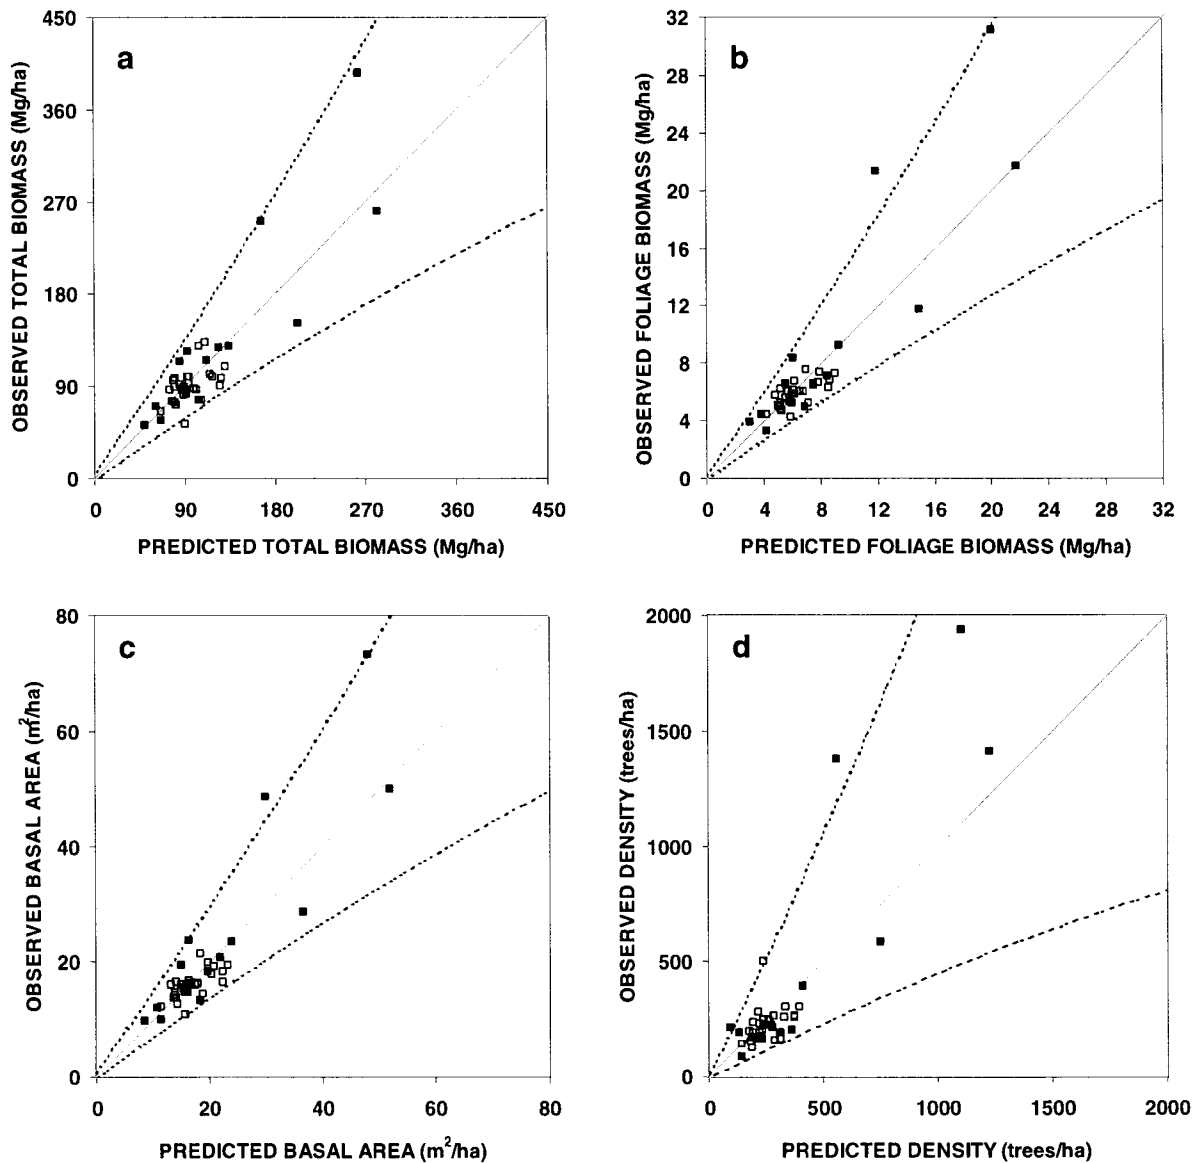 450
360
270
180
90
0
OBSERVED TOTAL BIOMASS (Mg/ha)
a
0 90 180 270 360 450
PREDICTED TOTAL BIOMASS (Mg/ha)
32
28
24
20
16
12
8
4
0
OBSERVED FOLIAGE BIOMASS (Mg/ha)
b
0 4 8 12 16 20 24 28 32
PREDICTED FOLIAGE BIOMASS (Mg/ha)
80
60
40
20
0
OBSERVED BASAL AREA (m²/ha)
c
0 20 40 60 80
PREDICTED BASAL AREA (m²/ha)
2000
1500
1000
500
0
OBSERVED DENSITY (trees/ha)
d
0 500 1000 1500 2000
PREDICTED DENSITY (trees/ha)